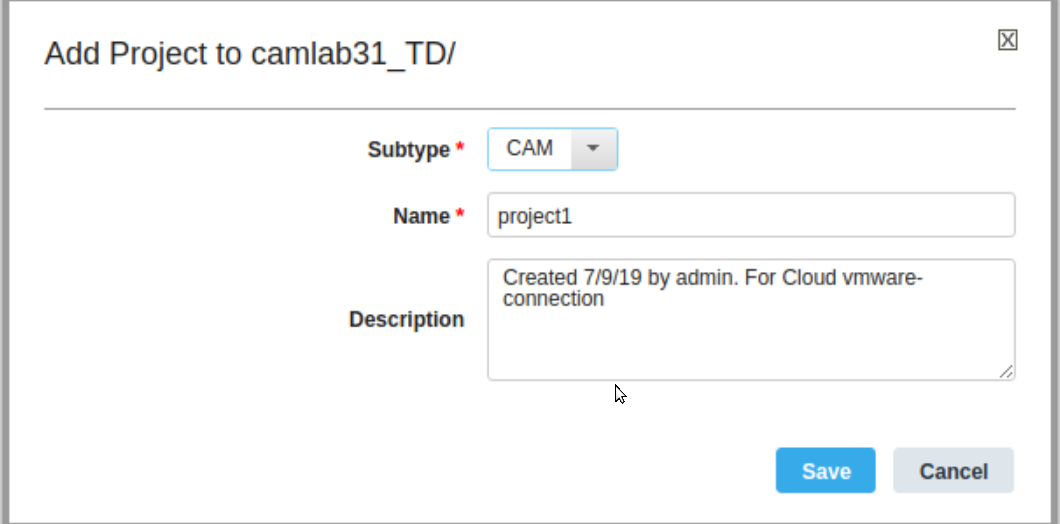 Add Project to camlab31_TD/
Subtype *
CAM
Name *
project1
Description
Created 7/9/19 by admin. For Cloud vmware-
connection
Save
Cancel